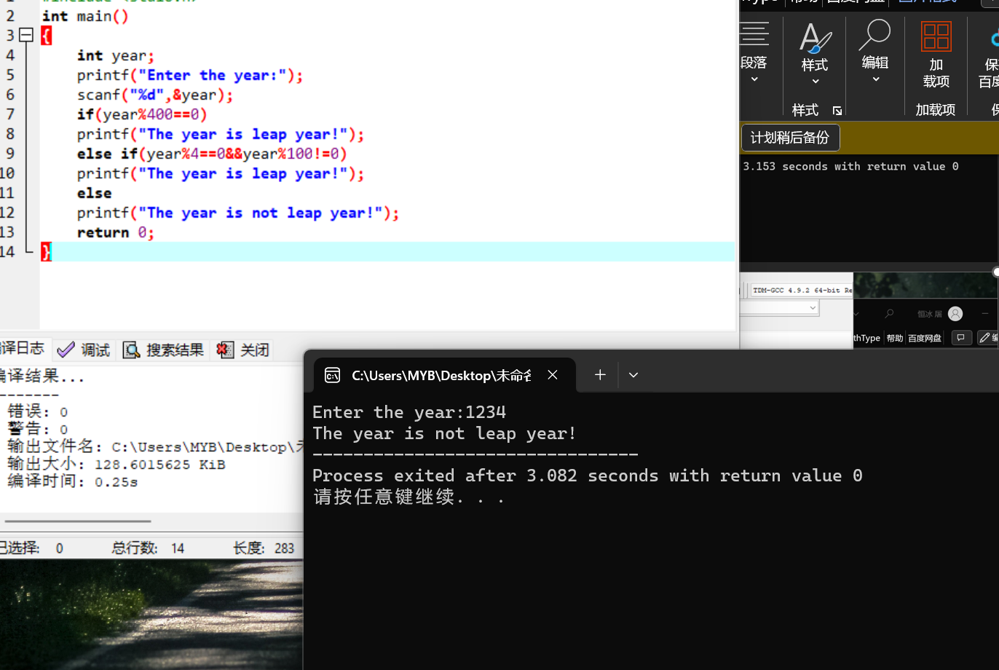 2 int main()
3 {
4 int year;
5 printf("Enter the year:");
6 scanf("%d",&year);
7 if(year%400==0)
8 printf("The year is leap year!");
9 else if(year%4==0&&year%100!=0)
10 printf("The year is leap year!");
11 else
12 printf("The year is not leap year!");
13 return 0;
14 }
段落
样式
编辑
加
载项
样式
加载项
计划稍后备份
3.153 seconds with return value 0
TDM-GCC 4.9.2 64-bit Re
thType 帮助 百度网盘
译日志 调试 搜索结果 关闭
编译结果...
--------
错误: 0
警告: 0
输出文件名: C:\Users\MYB\Desktop\
输出大小: 128.6015625 KiB
编译时间: 0.25s
已选择: 0 总行数: 14 长度: 283
C:\Users\MYB\Desktop\未命名
Enter the year:1234
The year is not leap year!
--------------------------------
Process exited after 3.082 seconds with return value 0
请按任意键继续. . .